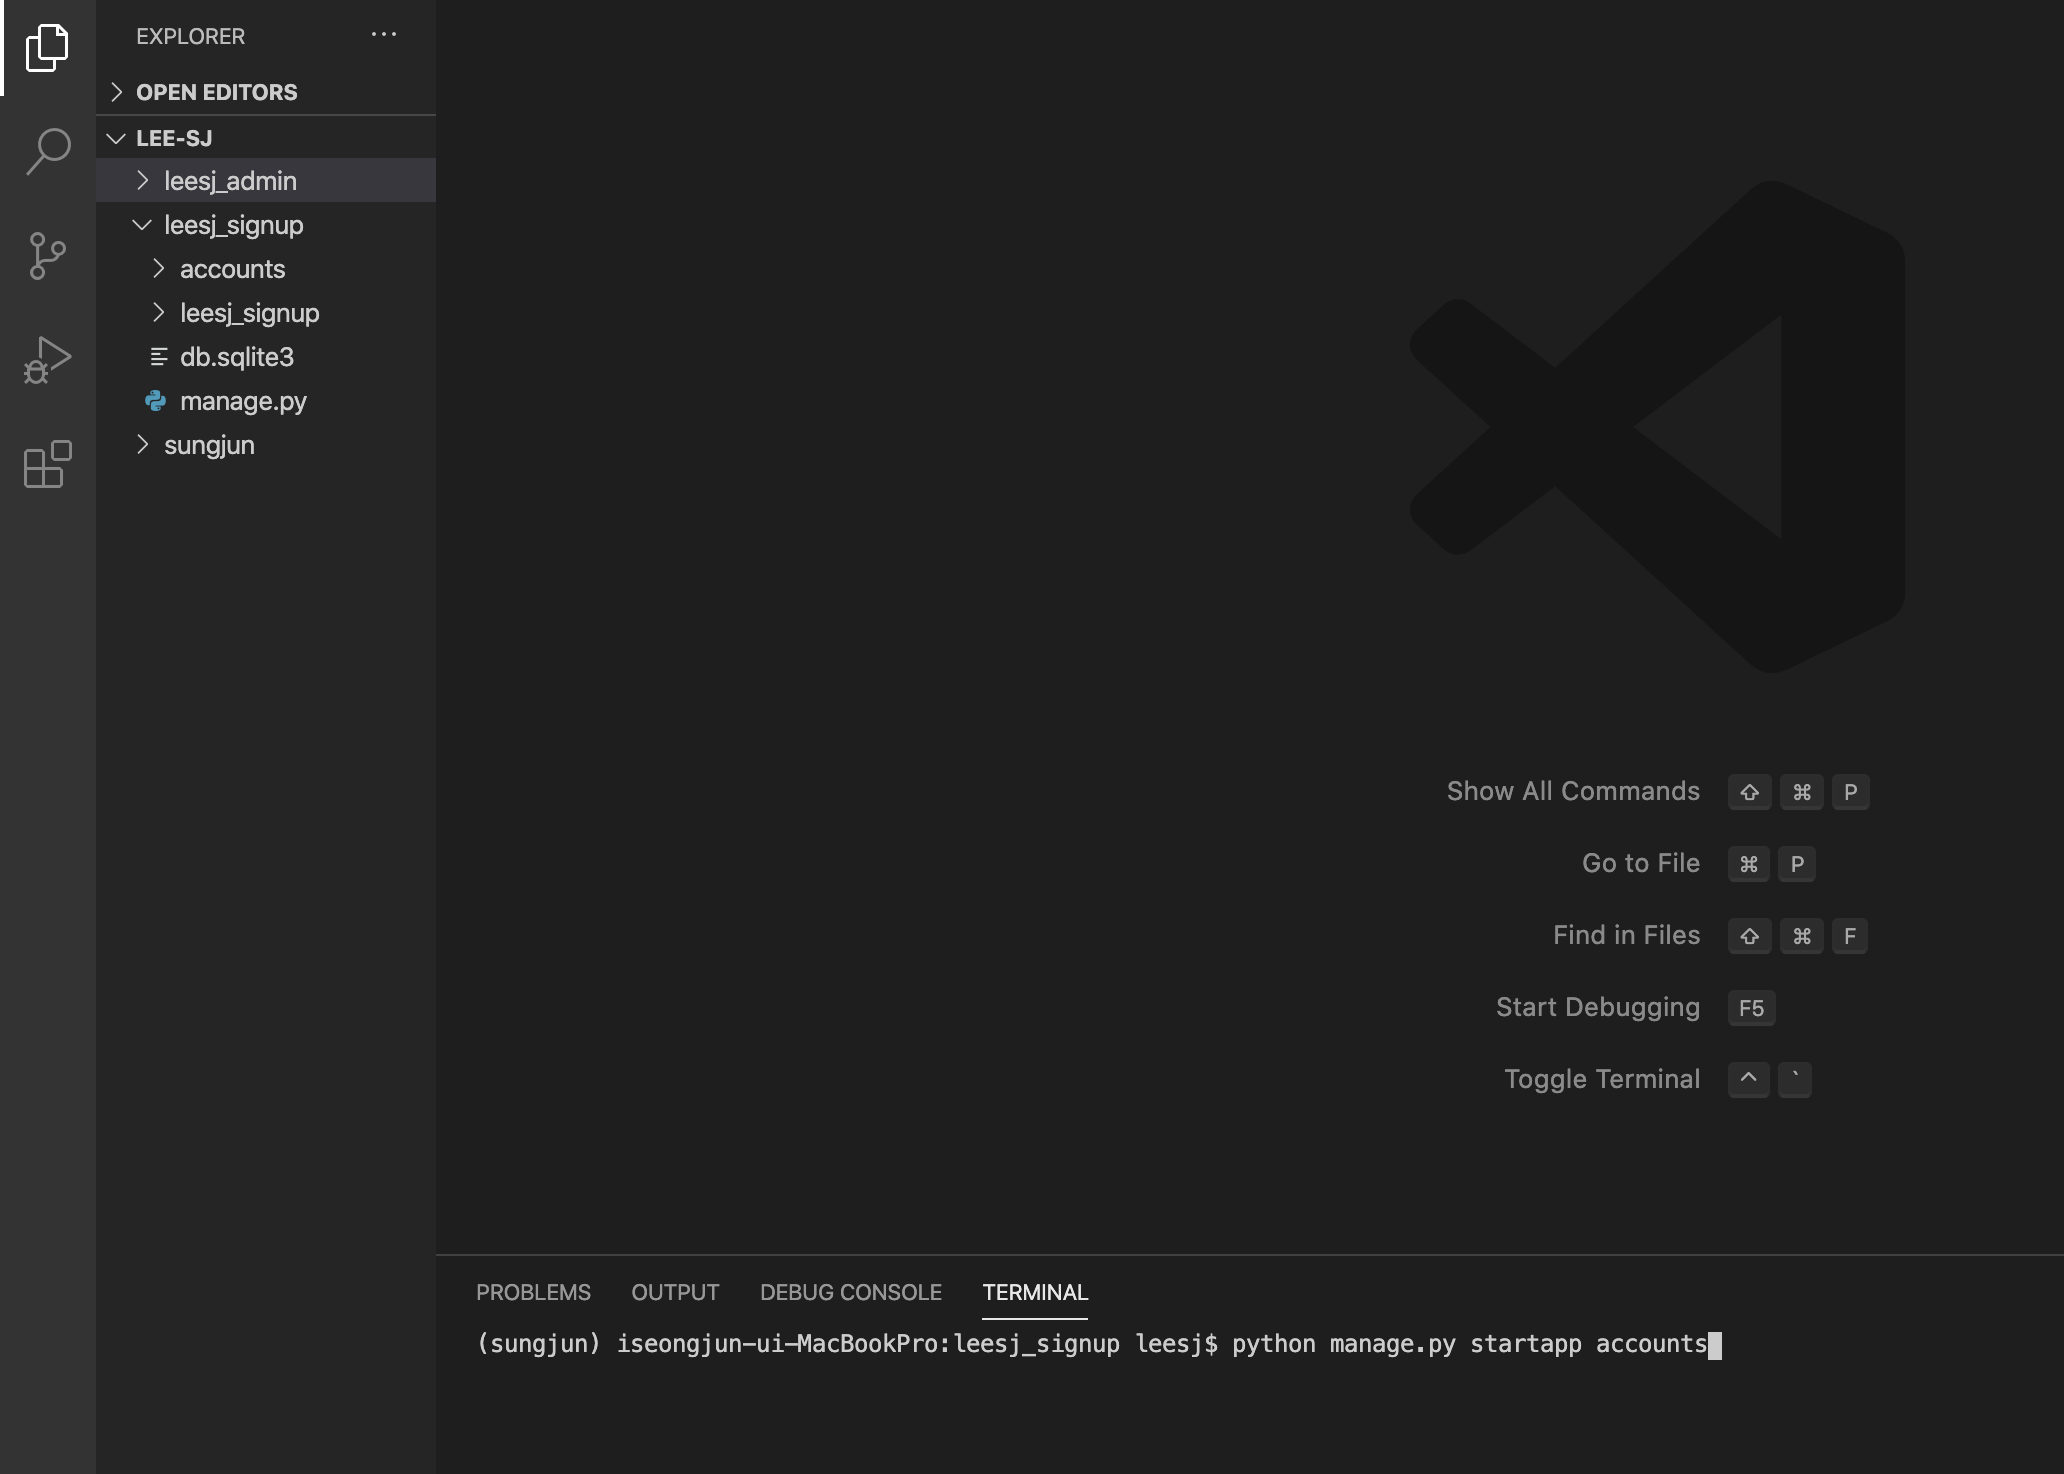 EXPLORER ···
OPEN EDITORS
LEE-SJ
leesj_admin
leesj_signup
accounts
leesj_signup
db.sqlite3
manage.py
sungjun
Show All Commands ⇧ ⌘ P
Go to File ⌘ P
Find in Files ⇧ ⌘ F
Start Debugging F5
Toggle Terminal ^ `
PROBLEMS OUTPUT DEBUG CONSOLE TERMINAL
(sungjun) iseongjun-ui-MacBookPro:leesj_signup leesj$ python manage.py startapp accounts